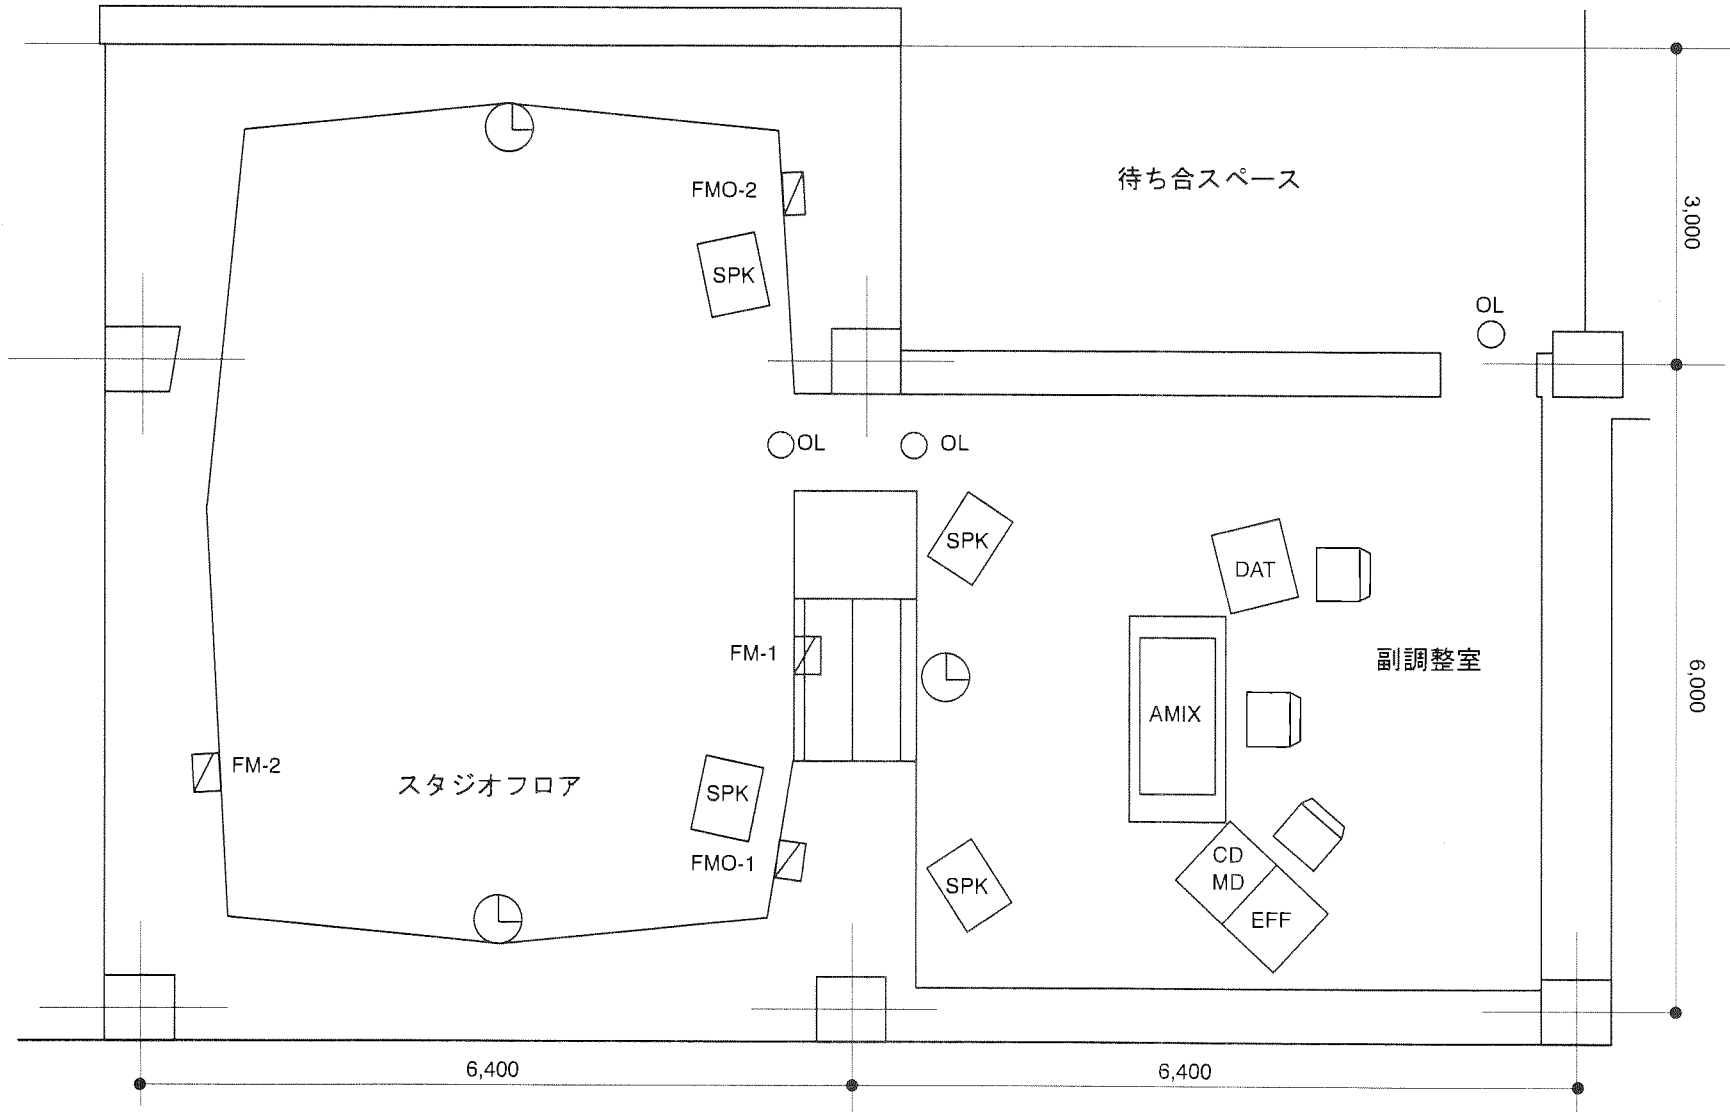 FMO-2
待ち合スペース
3,000
SPK
OL
OL
OL
SPK
DAT
FM-1
副調整室
6,000
AMIX
FM-2
スタジオフロア
SPK
FMO-1
SPK
CD
MD
EFF
6,400
6,400